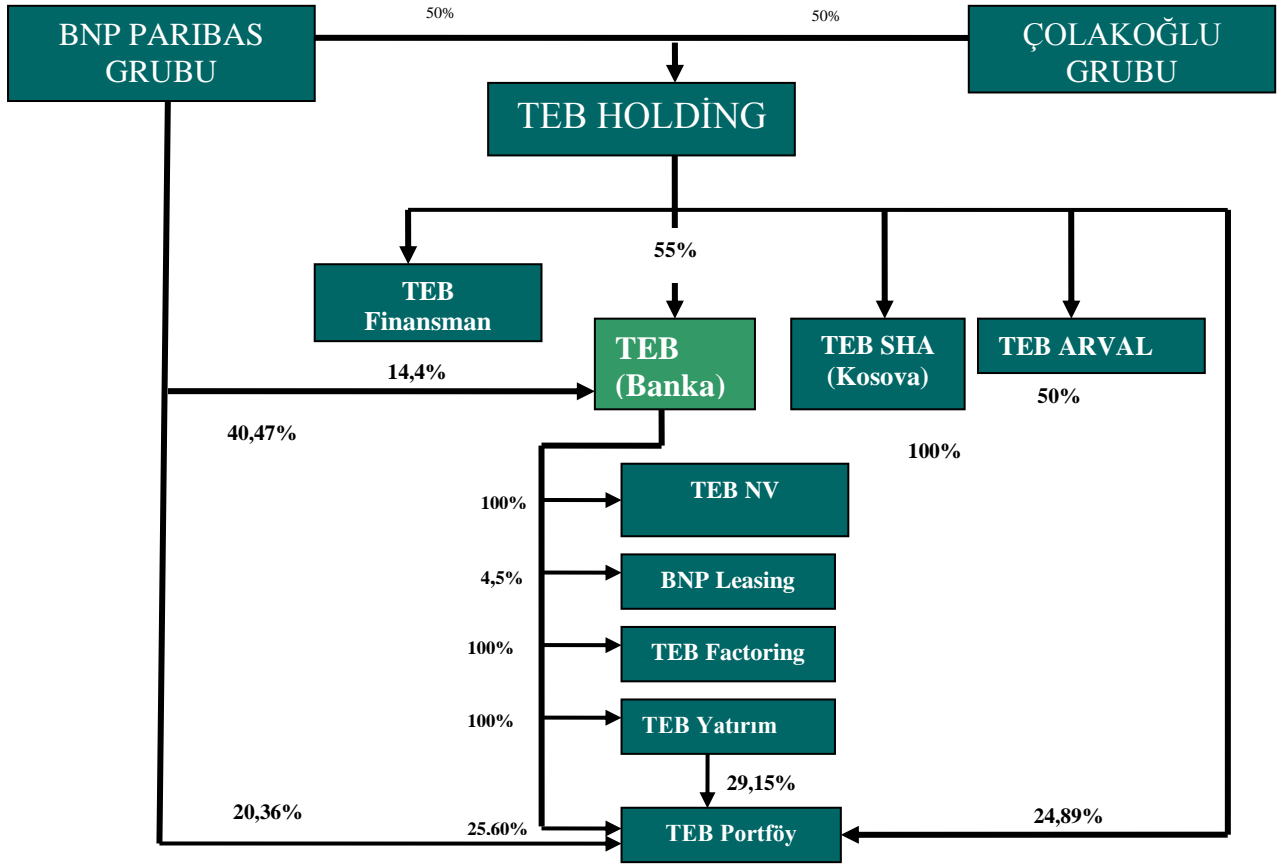 50%
50%
BNP PARIBAS
GRUBU
ÇOLAKOĞLU
GRUBU
TEB HOLDİNG
55%
TEB
Finansman
TEB
(Banka)
TEB SHA
(Kosova)
TEB ARVAL
14,4%
50%
40,47%
100%
TEB NV
100%
4,5%
BNP Leasing
100%
TEB Factoring
100%
TEB Yatırım
29,15%
20,36%
25.60%
TEB Portföy
24,89%